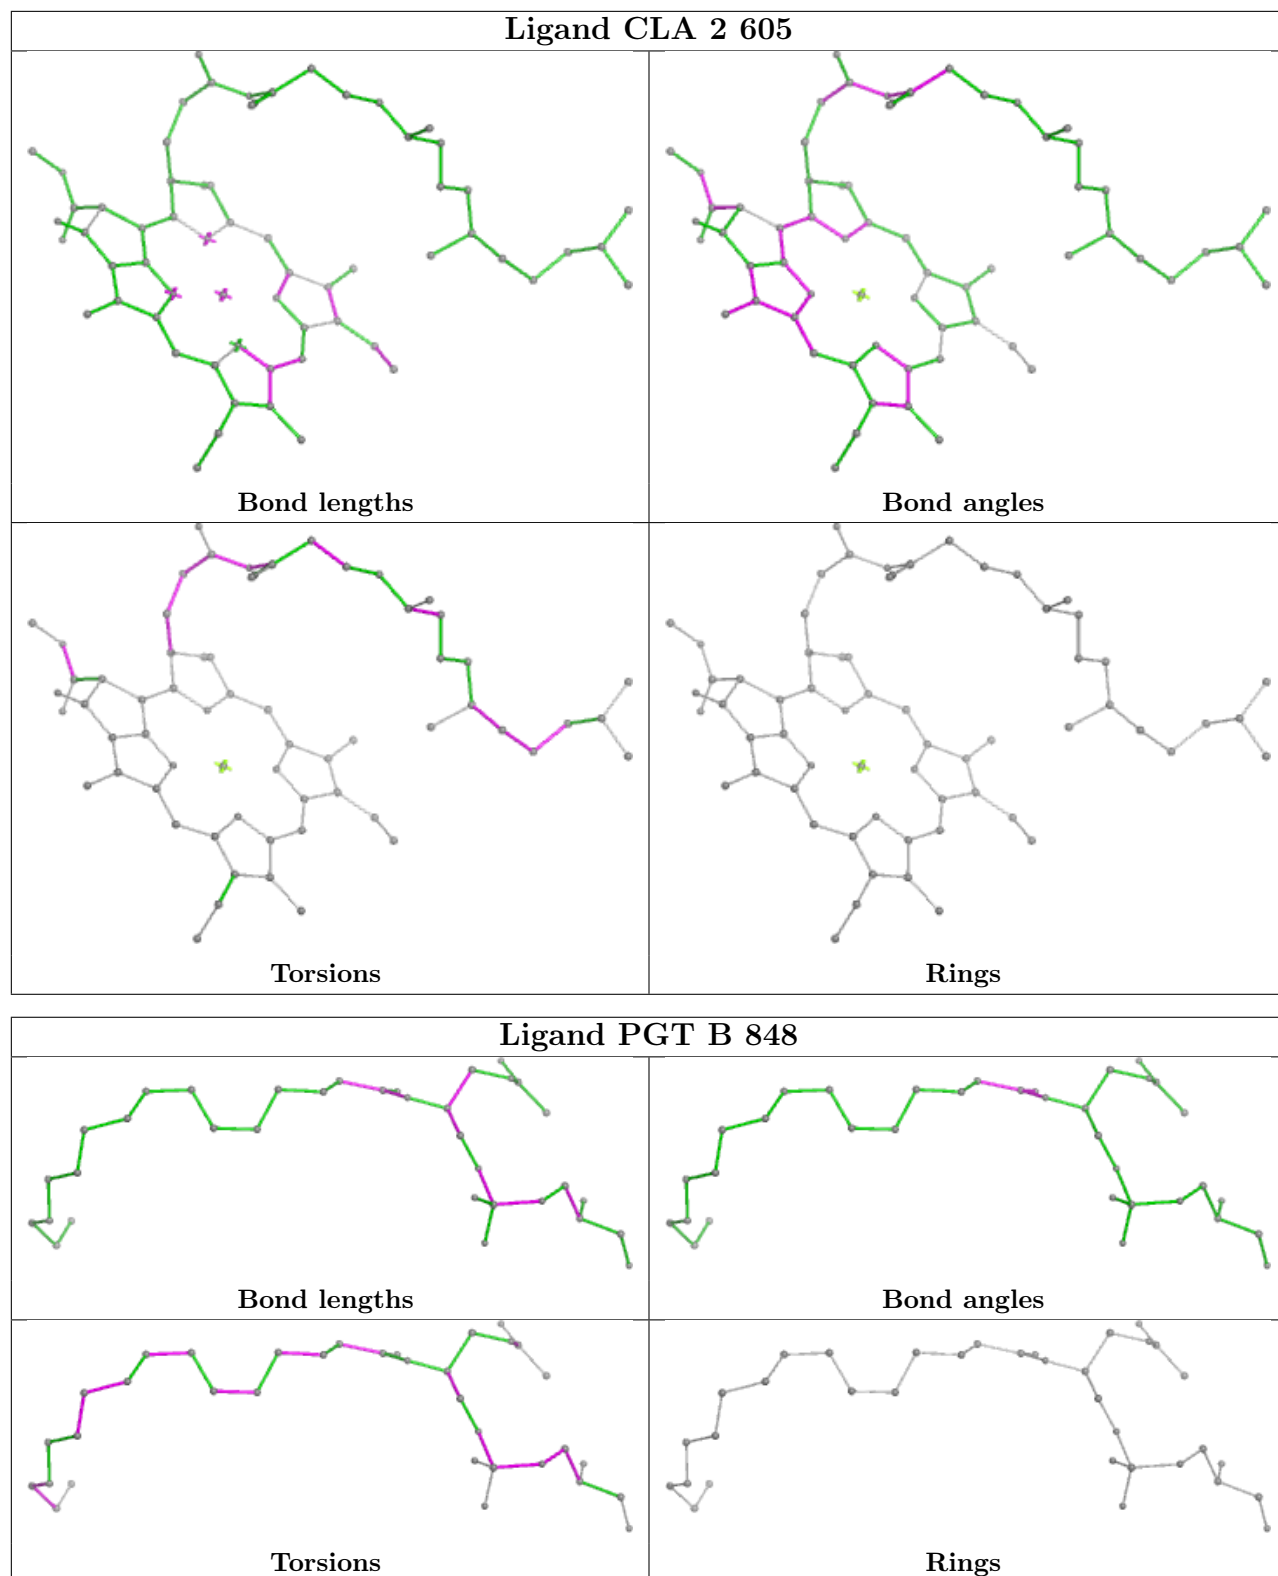 Ligand CLA 2 605
Bond lengths
Bond angles
Torsions
Rings
Ligand PGT B 848
Bond lengths
Bond angles
Torsions
Rings